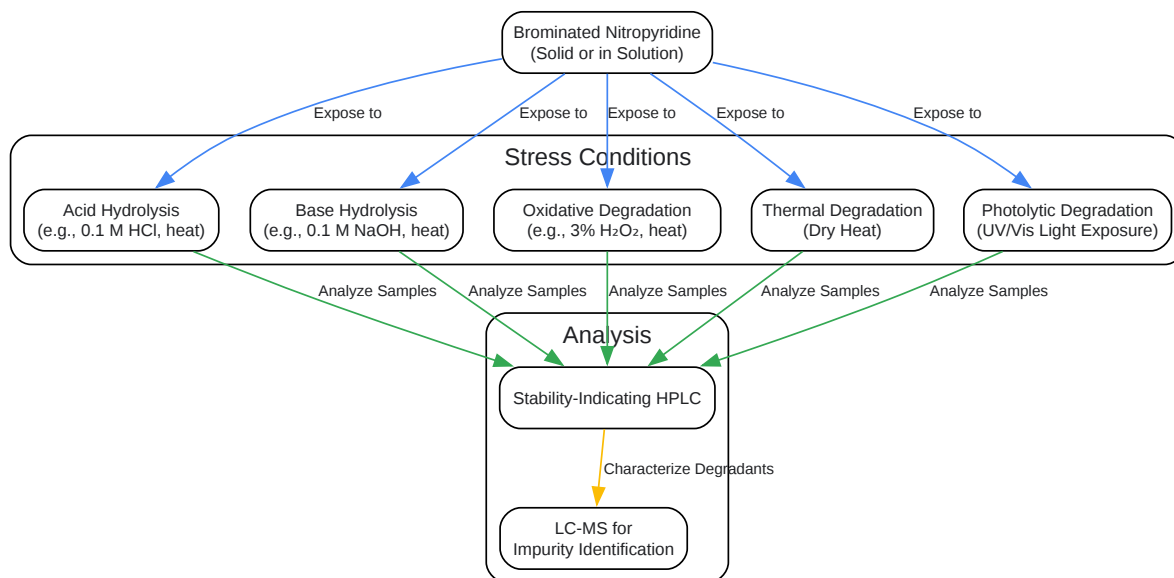 Brominated Nitropyridine
(Solid or in Solution)
Expose to
Expose to
Expose to
Expose to
Expose to
Stress Conditions
Acid Hydrolysis
(e.g., 0.1 M HCl, heat)
Base Hydrolysis
(e.g., 0.1 M NaOH, heat)
Oxidative Degradation
(e.g., 3% H₂O₂, heat)
Thermal Degradation
(Dry Heat)
Photolytic Degradation
(UV/Vis Light Exposure)
Analyze Samples
Analyze Samples
Analyze Samples
Analyze Samples
Analyze Samples
Analysis
Stability-Indicating HPLC
Characterize Degradants
LC-MS for
Impurity Identification